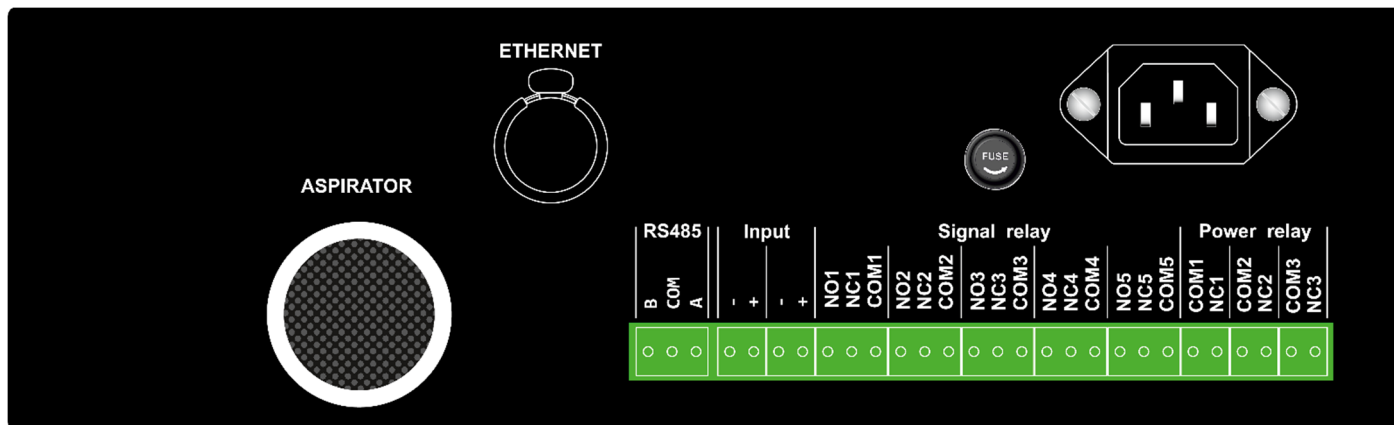 ETHERNET
FUSE
ASPIRATOR
RS485 Input Signal relay Power relay
B COM A - + - + NO1 NC1 COM1 NO2 NC2 COM2 NO3 NC3 COM3 NO4 NC4 COM4 NO5 NC5 COM5 COM1 NC1 COM2 NC2 COM3 NC3